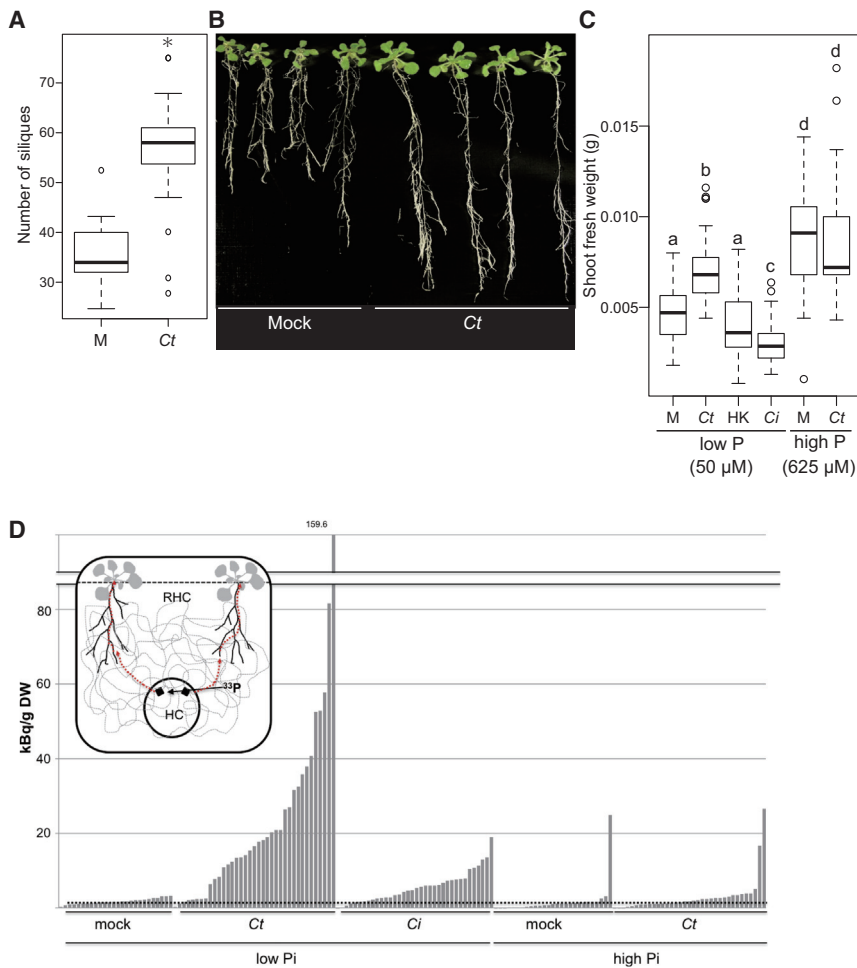 A
Number of siliques
70
60
50
40
30
*
M
Ct
B
Mock
Ct
C
Shoot fresh weight (g)
0.015
0.010
0.005
a
b
a
c
d
d
M Ct HK Ci M Ct
low P high P
(50 µM) (625 µM)
D
159.6
kBq/g DW
80
60
40
20
RHC
33P
HC
mock Ct Ci mock Ct
low Pi high Pi